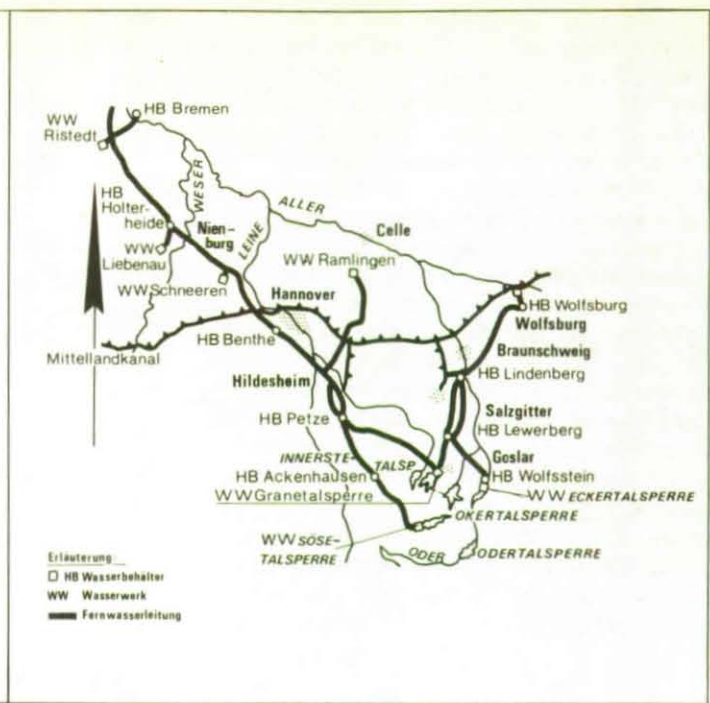 HB Bremen
WW
Ristedt
HB
Holter-
heide
WESER
ALLER
Nien-
burg
LEINE
Celle
WW
Liebenau
WW Ramlingen
WW Schneeren
Hannover
HB Wolfsburg
Wolfsburg
HB Benthe
Mittellandkanal
Braunschweig
Hildesheim
HB Lindenberg
Salzgitter
HB Petze
HB Lewerberg
INNERSTE-
TALSP.
Goslar
HB Ackenhausen
HB Wolfsstein
WW Granetalsperre
WW ECKERTALSPERRE
OKERTALSPERRE
WW SÖSE-
TALSPERRE
ODER
ODERTALSPERRE
Erläuterung:
HB Wasserbehälter
WW Wasserwerk
Fernwasserleitung